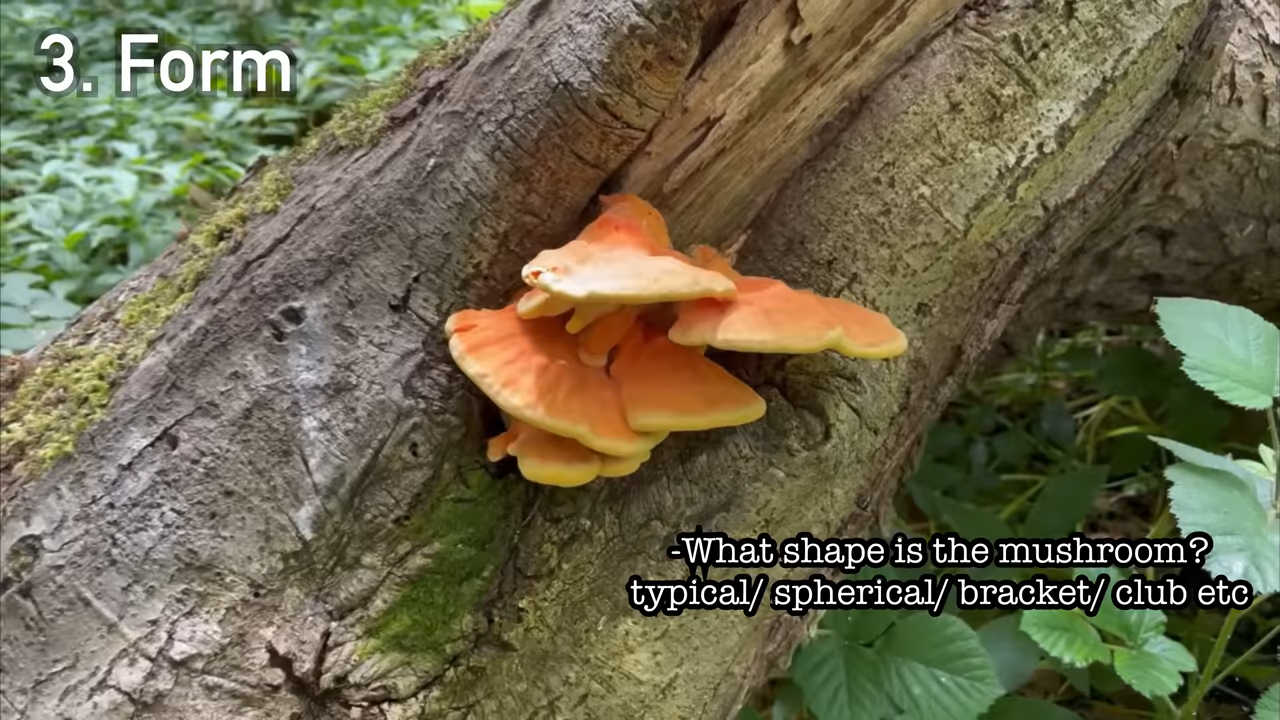 3. Form
-What shape is the mushroom?
typical/ spherical/ bracket/ club etc